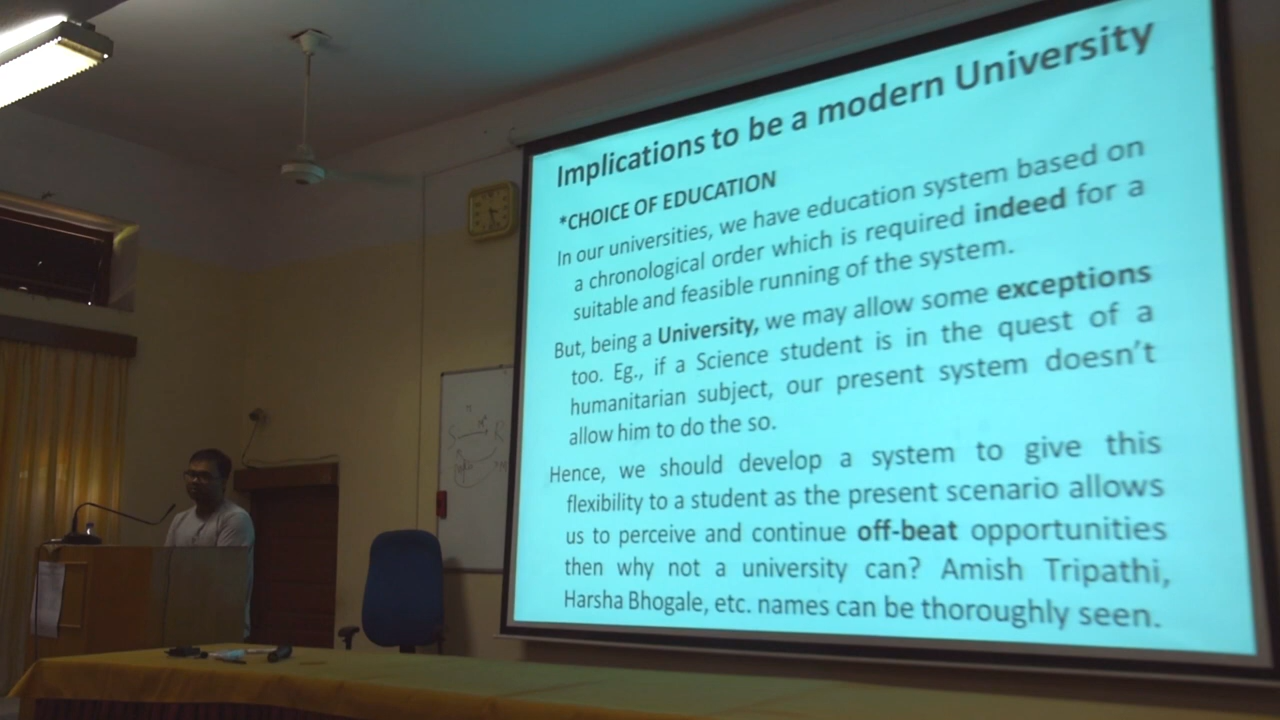 Implications to be a modern University
*CHOICE OF EDUCATION
In our universities, we have education system based on
a chronological order which is required indeed for a
suitable and feasible running of the system.
But, being a University, we may allow some exceptions
too. Eg., if a Science student is in the quest of a
humanitarian subject, our present system doesn't
allow him to do the so.
Hence, we should develop a system to give this
flexibility to a student as the present scenario allows
us to perceive and continue off-beat opportunities
then why not a university can? Amish Tripathi,
Harsha Bhogale, etc. names can be thoroughly seen.